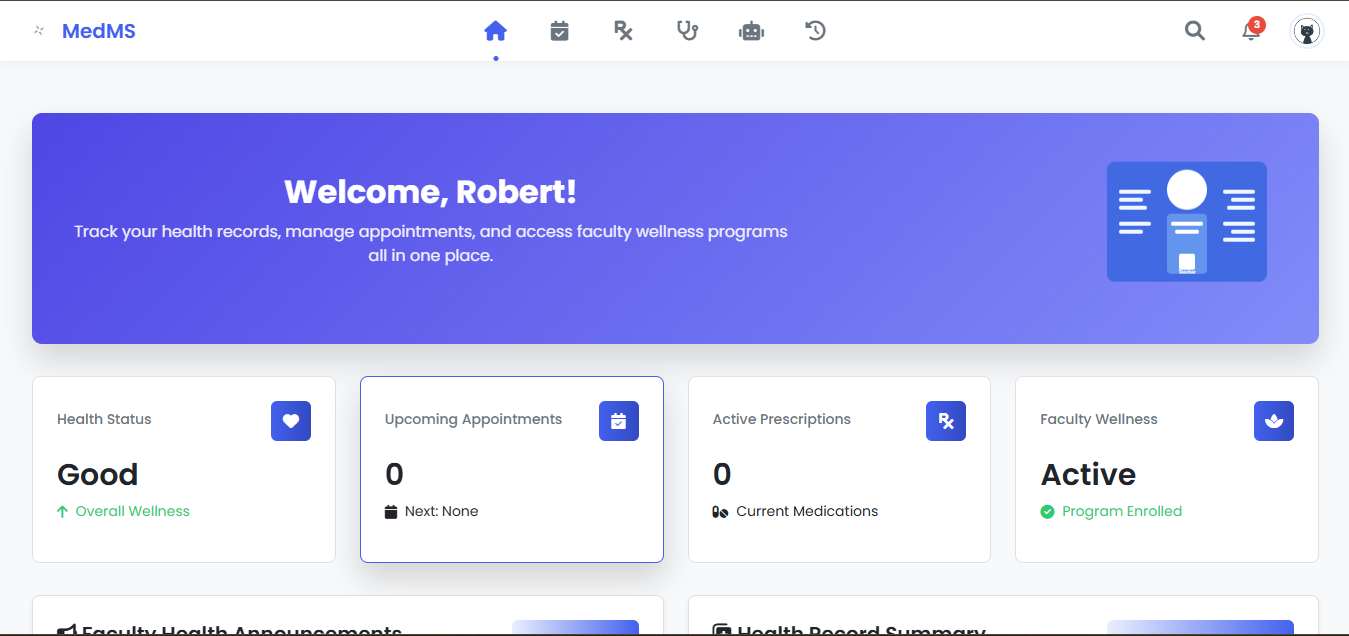 MedMS
3
Welcome, Robert!
Track your health records, manage appointments, and access faculty wellness programs
all in one place.
Health Status
Good
Overall Wellness
Upcoming Appointments
0
Next: None
Active Prescriptions
0
Current Medications
Faculty Wellness
Active
Program Enrolled
Faculty Health Announcements
Health Record Summary